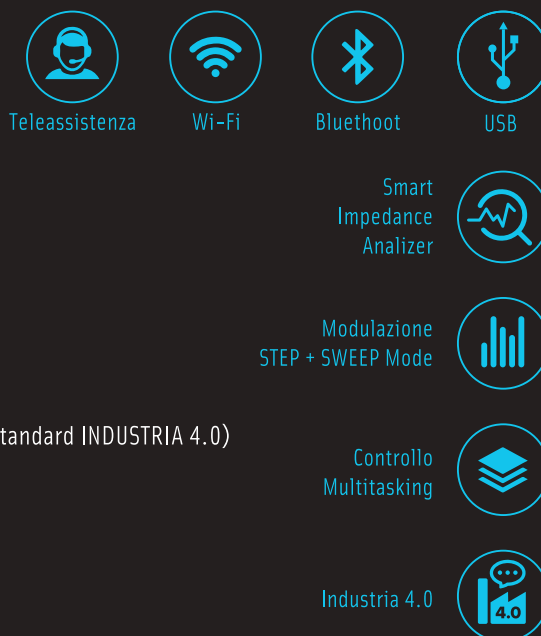 Teleassistenza
Wi-Fi
Bluethoot
USB
Smart
Impedance
Analizer
Modulazione
STEP + SWEEP Mode
tandard INDUSTRIA 4.0)
Controllo
Multitasking
Industria 4.0
4.0